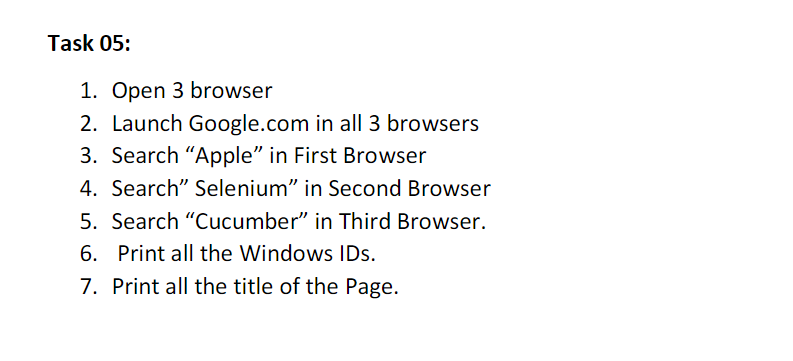 Task 05:
1. Open 3 browser
2. Launch Google.com in all 3 browsers
3. Search “Apple” in First Browser
4. Search” Selenium” in Second Browser
5. Search “Cucumber” in Third Browser.
6. Print all the Windows IDs.
7. Print all the title of the Page.